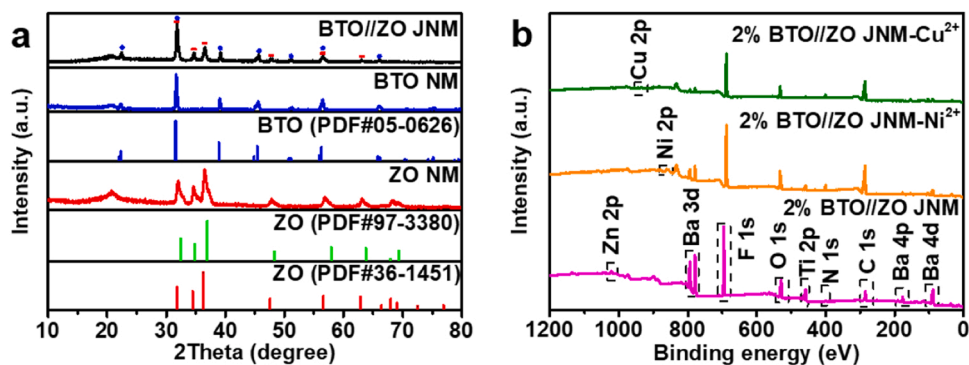 a
BTO//ZO JNM
BTO NM
BTO (PDF#05-0626)
ZO NM
ZO (PDF#97-3380)
ZO (PDF#36-1451)
Intensity (a.u.)
10 20 30 40 50 60 70 80
2Theta (degree)
b
2% BTO//ZO JNM-Cu²⁺
Cu 2p
2% BTO//ZO JNM-Ni²⁺
Ni 2p
2% BTO//ZO JNM
Zn 2p
Ba 3d
F 1s
O 1s
Ti 2p
N 1s
C 1s
Ba 4p
Ba 4d
Intensity (a.u.)
1200 1000 800 600 400 200 0
Binding energy (eV)